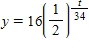 y = 16(1/2)^(t/34)